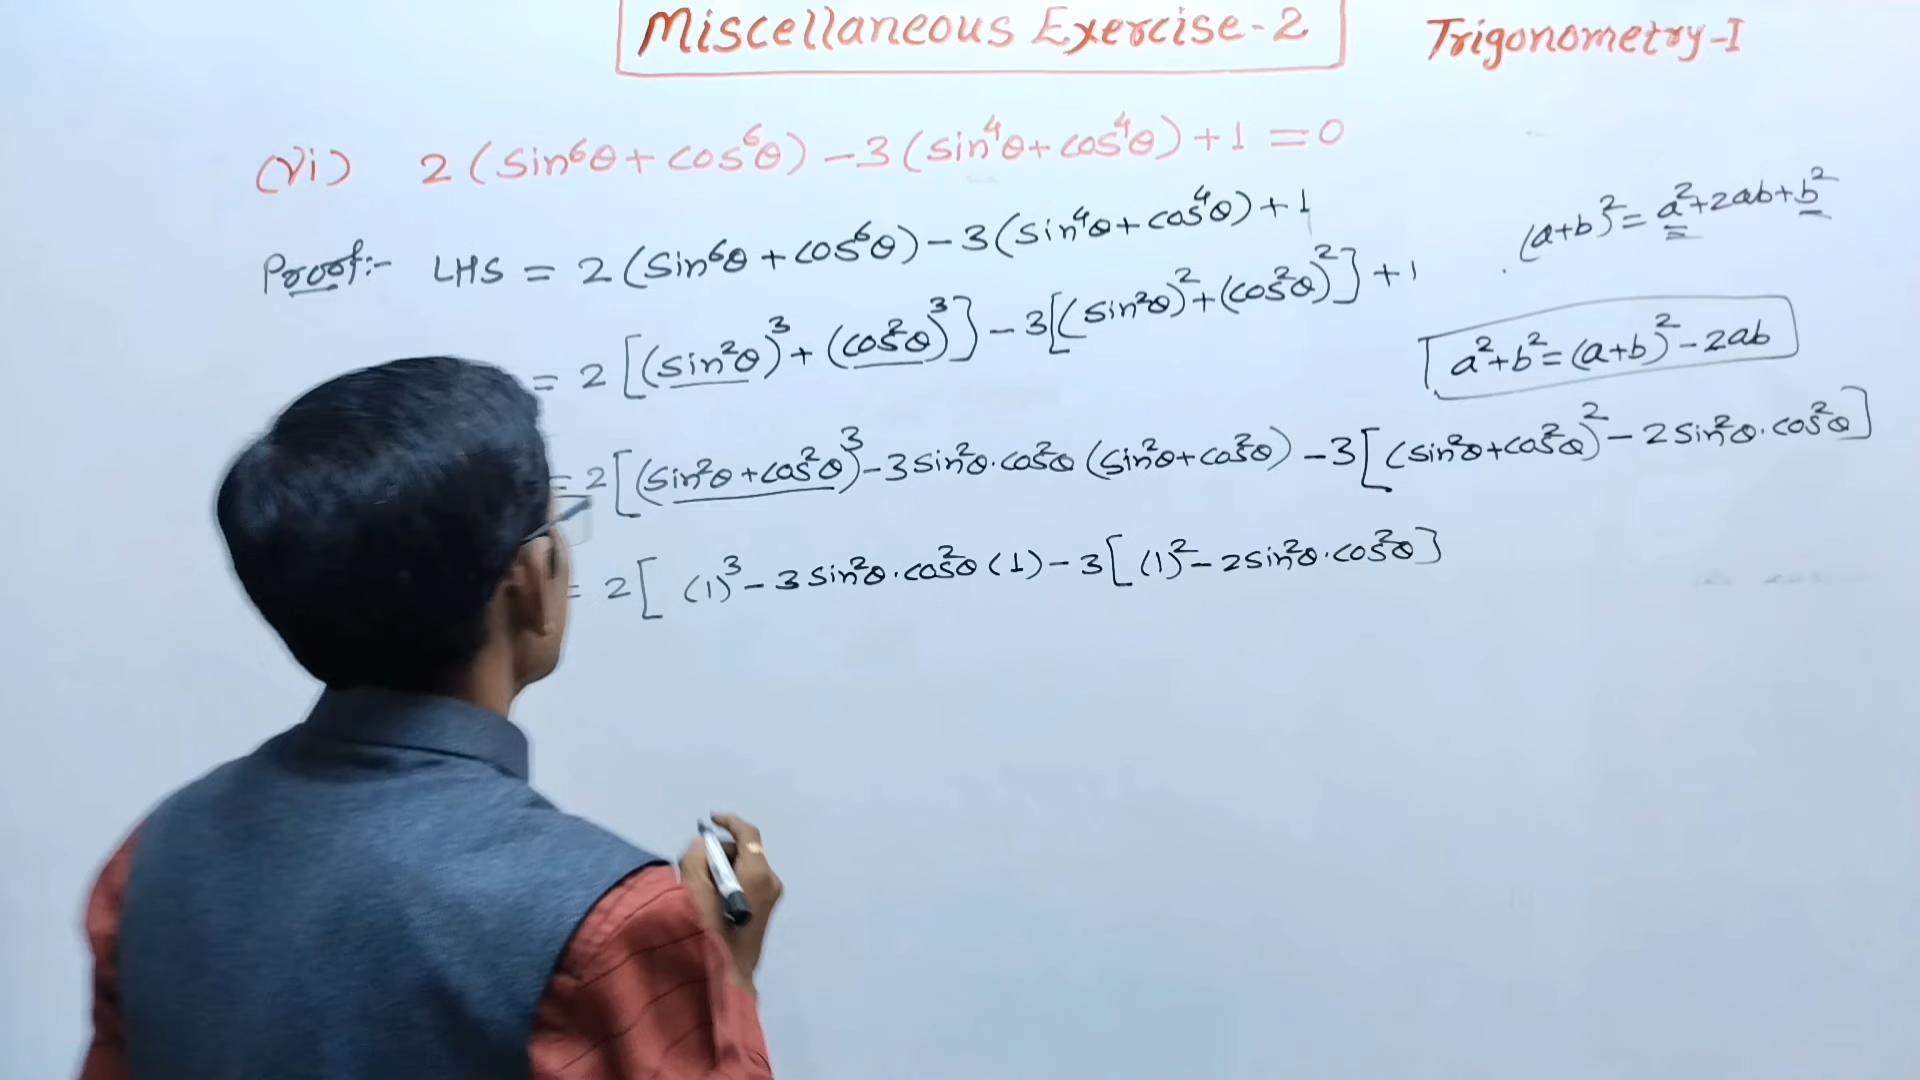 Miscellaneous Exercise-2
Trigonometry-I
(vi) 2(sin⁶θ+cos⁶θ)-3(sin⁴θ+cos⁴θ)+1=0
Proof:- LHS = 2(sin⁶θ+cos⁶θ)-3(sin⁴θ+cos⁴θ)+1
(a+b)²=a²+2ab+b²
= 2[(sin²θ)³+(cos²θ)³]-3[(sin²θ)²+(cos²θ)²]+1
a²+b²=(a+b)²-2ab
= 2[(sin²θ+cos²θ)³-3sin²θ.cos²θ(sin²θ+cos²θ)-3[(sin²θ+cos²θ)²-2sin²θ.cos²θ]
= 2[(1)³-3sin²θ.cos²θ(1)-3[(1)²-2sin²θ.cos²θ]